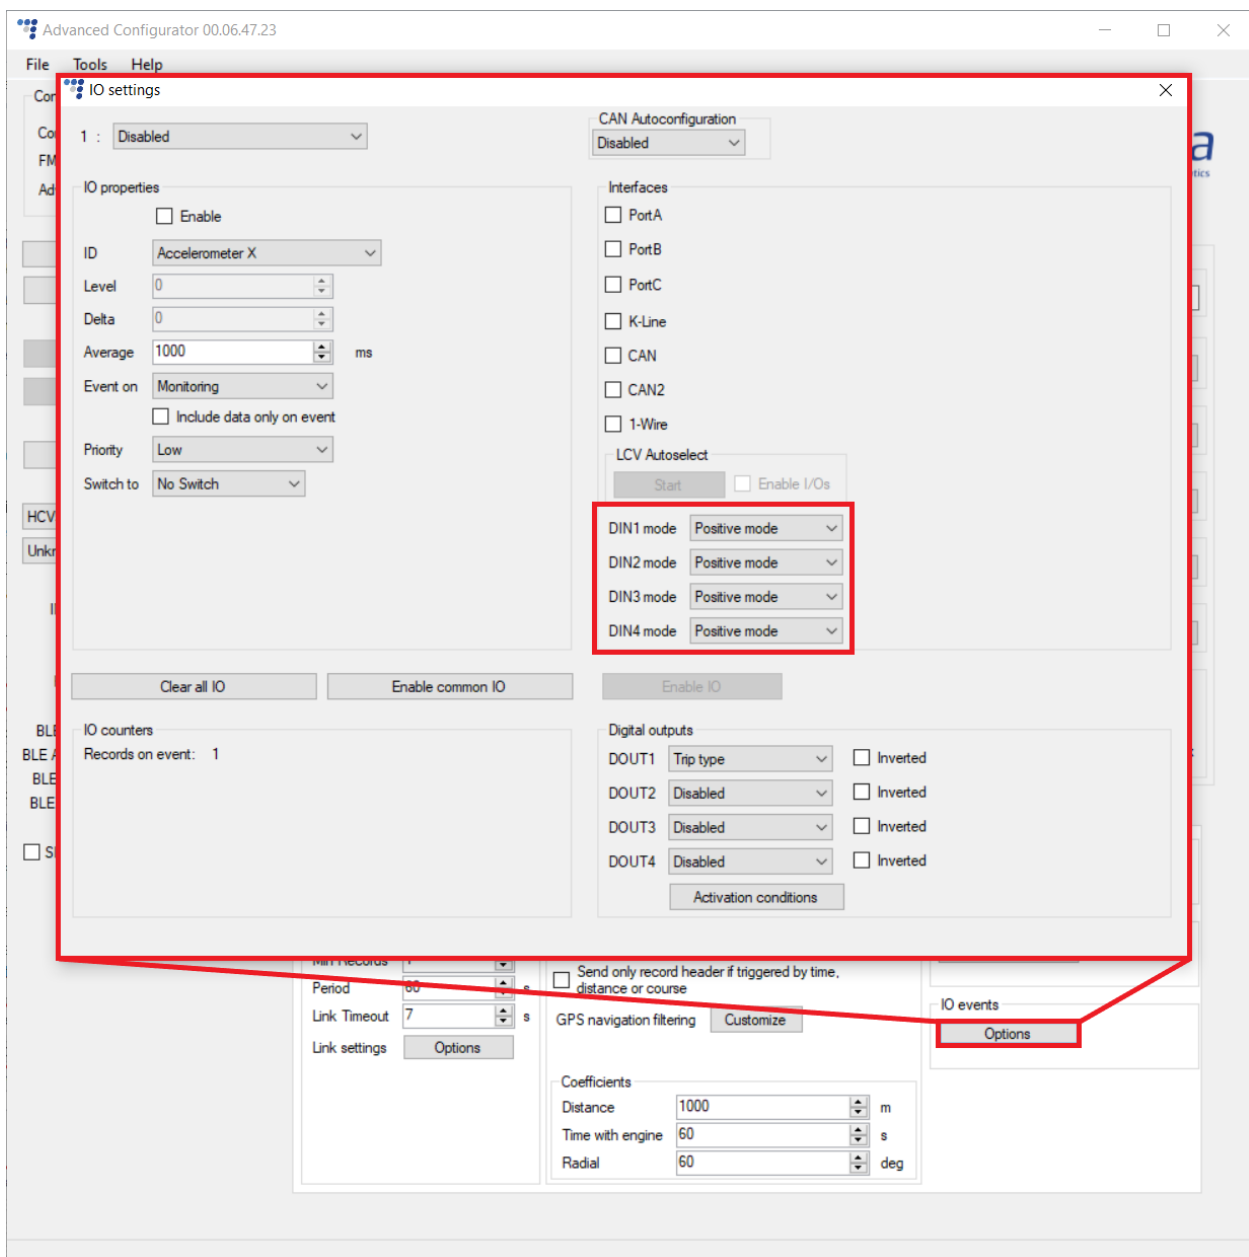 Advanced Configurator 00.06.47.23
File Tools Help
IO settings
1 : Disabled
CAN Autoconfiguration
Disabled
IO properties
Enable
ID Accelerometer X
Level 0
Delta 0
Average 1000 ms
Event on Monitoring
Include data only on event
Priority Low
Switch to No Switch
Interfaces
PortA
PortB
PortC
K-Line
CAN
CAN2
1-Wire
LCV Autoselect
Start Enable I/Os
DIN1 mode Positive mode
DIN2 mode Positive mode
DIN3 mode Positive mode
DIN4 mode Positive mode
Clear all IO Enable common IO Enable IO
IO counters
Records on event: 1
Digital outputs
DOUT1 Trip type Inverted
DOUT2 Disabled Inverted
DOUT3 Disabled Inverted
DOUT4 Disabled Inverted
Activation conditions
HCV
BLE
BLE
BLE
Min Records
Period 60 s
Link Timeout 7 s
Link settings Options
Send only record header if triggered by time,
distance or course
GPS navigation filtering Customize
Coefficients
Distance 1000 m
Time with engine 60 s
Radial 60 deg
IO events
Options